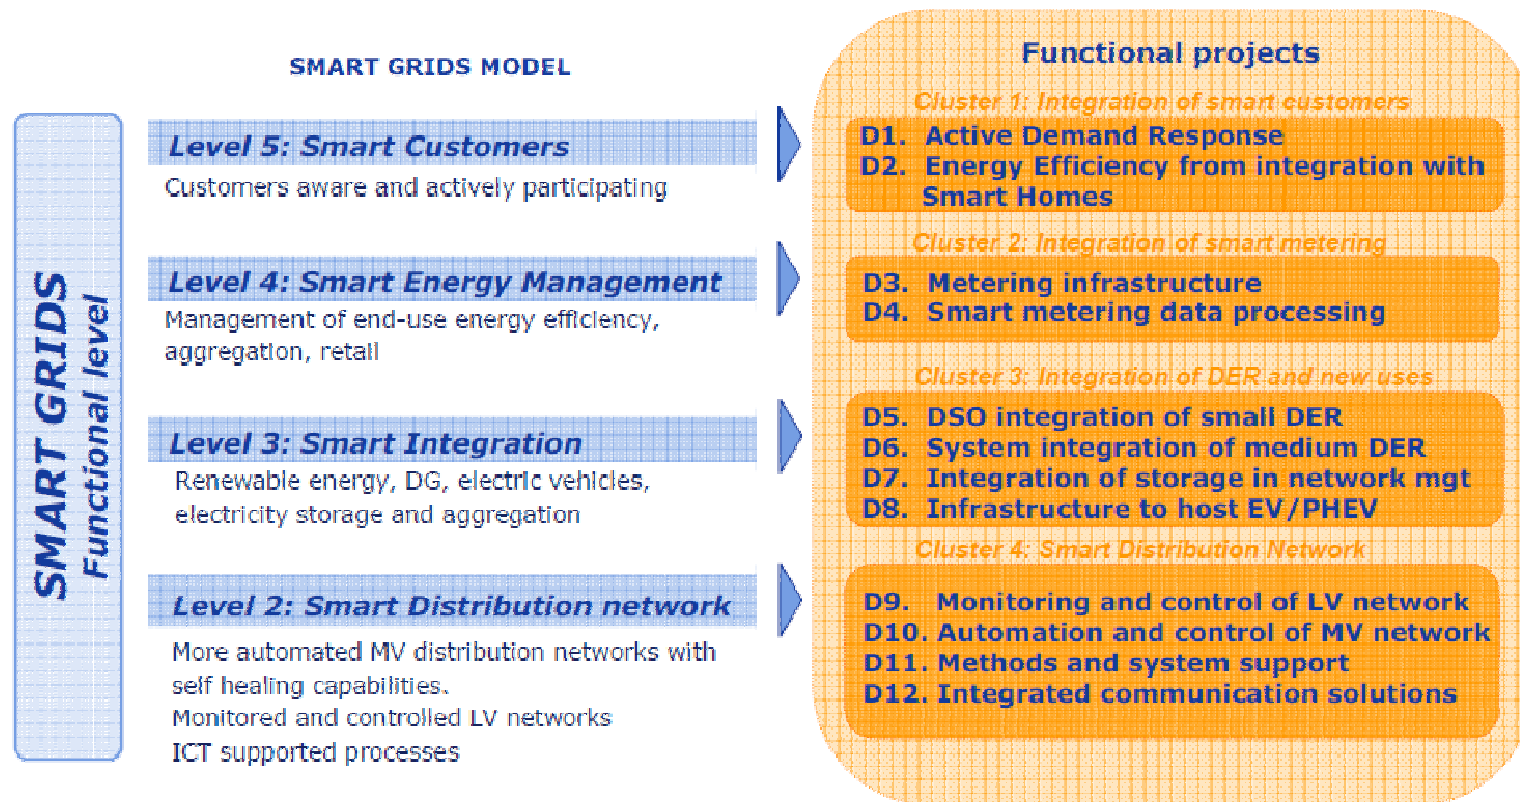 SMART GRIDS MODEL
SMART GRIDS
Functional level
Level 5: Smart Customers
Customers aware and actively participating
Level 4: Smart Energy Management
Management of end-use energy efficiency,
aggregation, retail
Level 3: Smart Integration
Renewable energy, DG, electric vehicles,
electricity storage and aggregation
Level 2: Smart Distribution network
More automated MV distribution networks with
self healing capabilities.
Monitored and controlled LV networks
ICT supported processes
Functional projects
Cluster 1: Integration of smart customers
D1. Active Demand Response
D2. Energy Efficiency from integration with
Smart Homes
Cluster 2: Integration of smart metering
D3. Metering infrastructure
D4. Smart metering data processing
Cluster 3: Integration of DER and new uses
D5. DSO integration of small DER
D6. System integration of medium DER
D7. Integration of storage in network mgt
D8. Infrastructure to host EV/PHEV
Cluster 4: Smart Distribution Network
D9. Monitoring and control of LV network
D10. Automation and control of MV network
D11. Methods and system support
D12. Integrated communication solutions